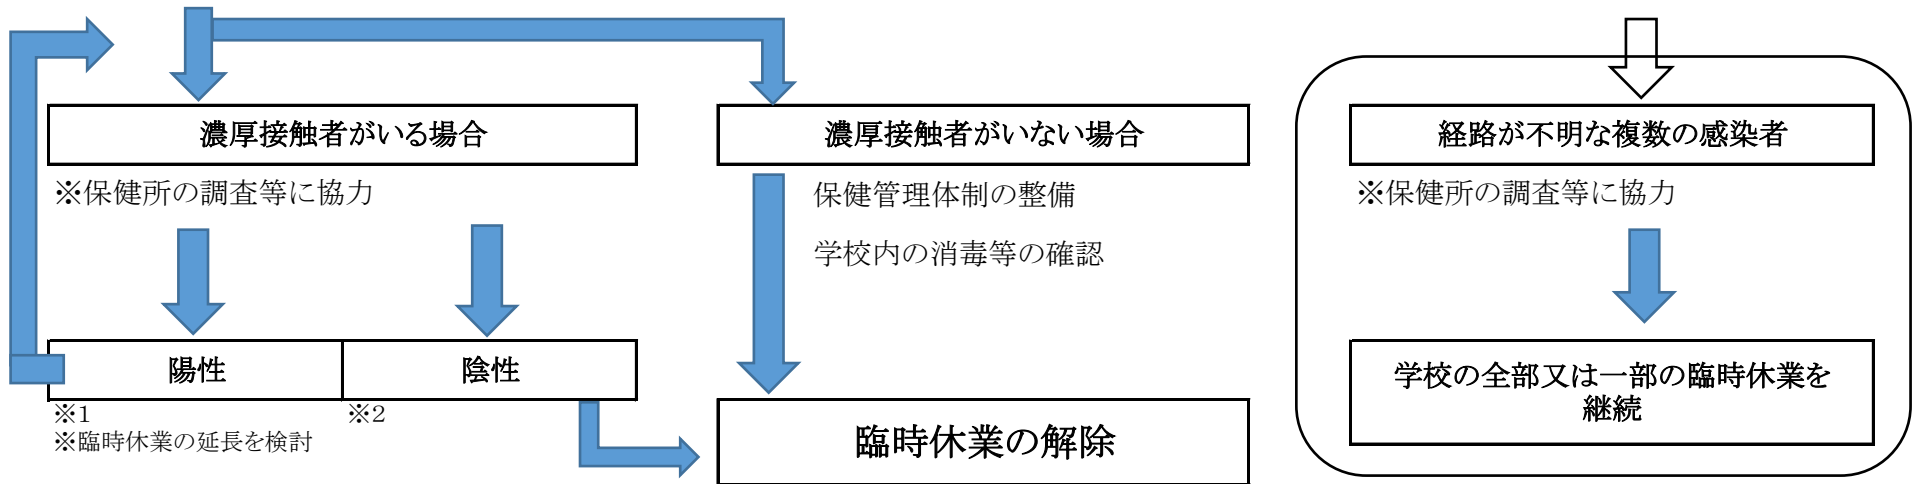 濃厚接触者がいる場合
濃厚接触者がいない場合
経路が不明な複数の感染者
※保健所の調査等に協力
保健管理体制の整備
学校内の消毒等の確認
※保健所の調査等に協力
陽性
陰性
※1
※2
※臨時休業の延長を検討
臨時休業の解除
学校の全部又は一部の臨時休業を
継続